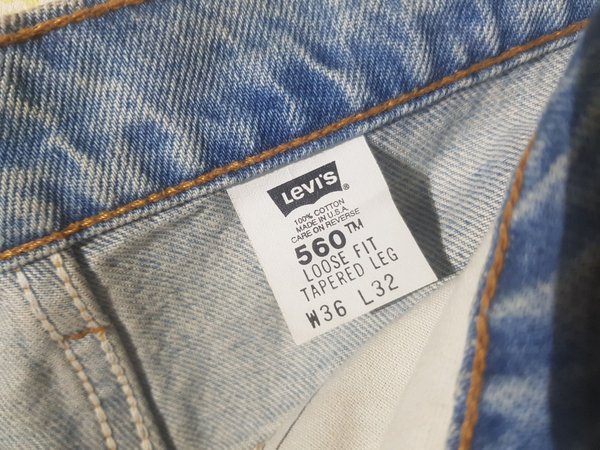 Levi's ®
100% COTTON
MADE IN U.S.A.
CARE ON REVERSE
560™
LOOSE FIT
TAPERED LEG
W36 L32